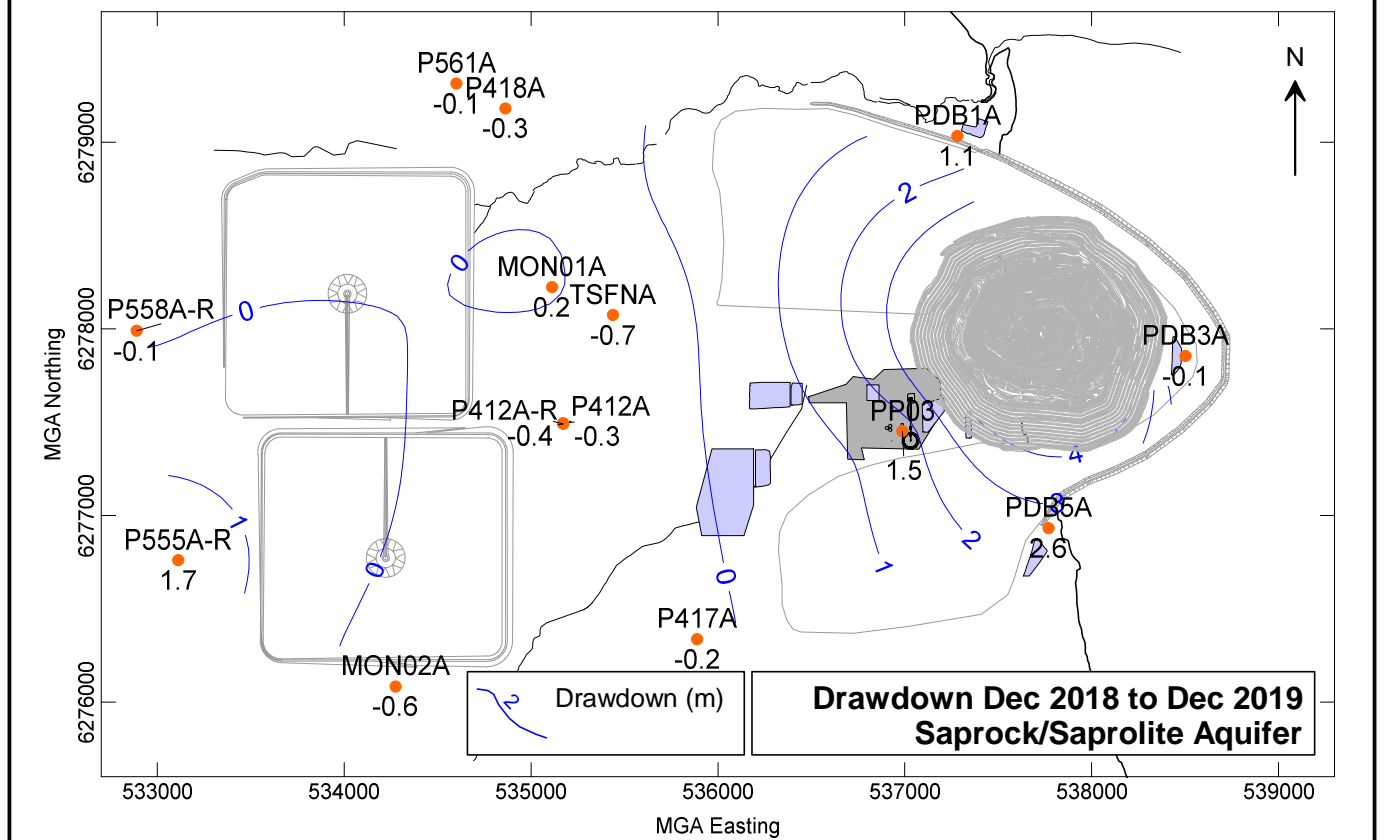 N
P561A
-0.1
P418A
-0.3
PDB1A
1.1
2
0
MON01A
0.2
TSFNA
-0.7
P558A-R
-0.1
0
PDB3A
-0.1
P412A-R
-0.4
P412A
-0.3
PP03
1.5
4
3
PDB5A
2.6
1
P555A-R
1.7
0
2
1
0
P417A
-0.2
MON02A
-0.6
2
Drawdown (m)
Drawdown Dec 2018 to Dec 2019
Saprock/Saprolite Aquifer
6279000
6278000
6277000
6276000
MGA Northing
533000
534000
535000
536000
537000
538000
539000
MGA Easting